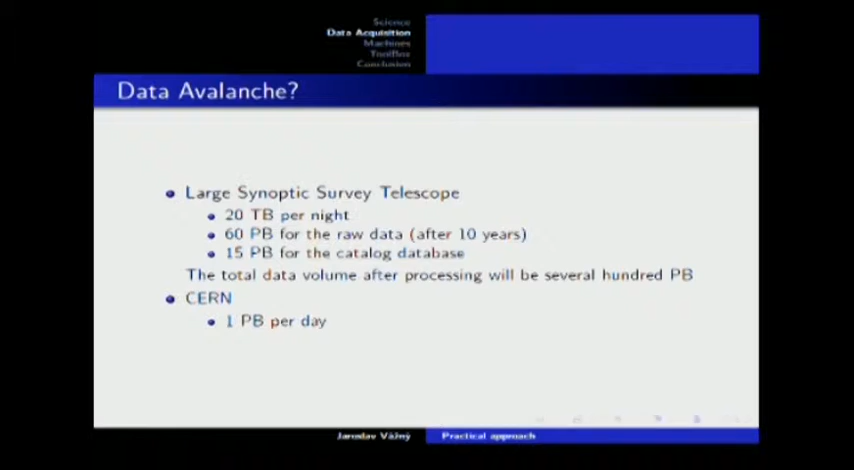 Science
Data Acquisition
Machines
ToolBox
Conclusion
Data Avalanche?
Large Synoptic Survey Telescope
20 TB per night
60 PB for the raw data (after 10 years)
15 PB for the catalog database
The total data volume after processing will be several hundred PB
CERN
1 PB per day
Jaroslav Vážný
Practical approach